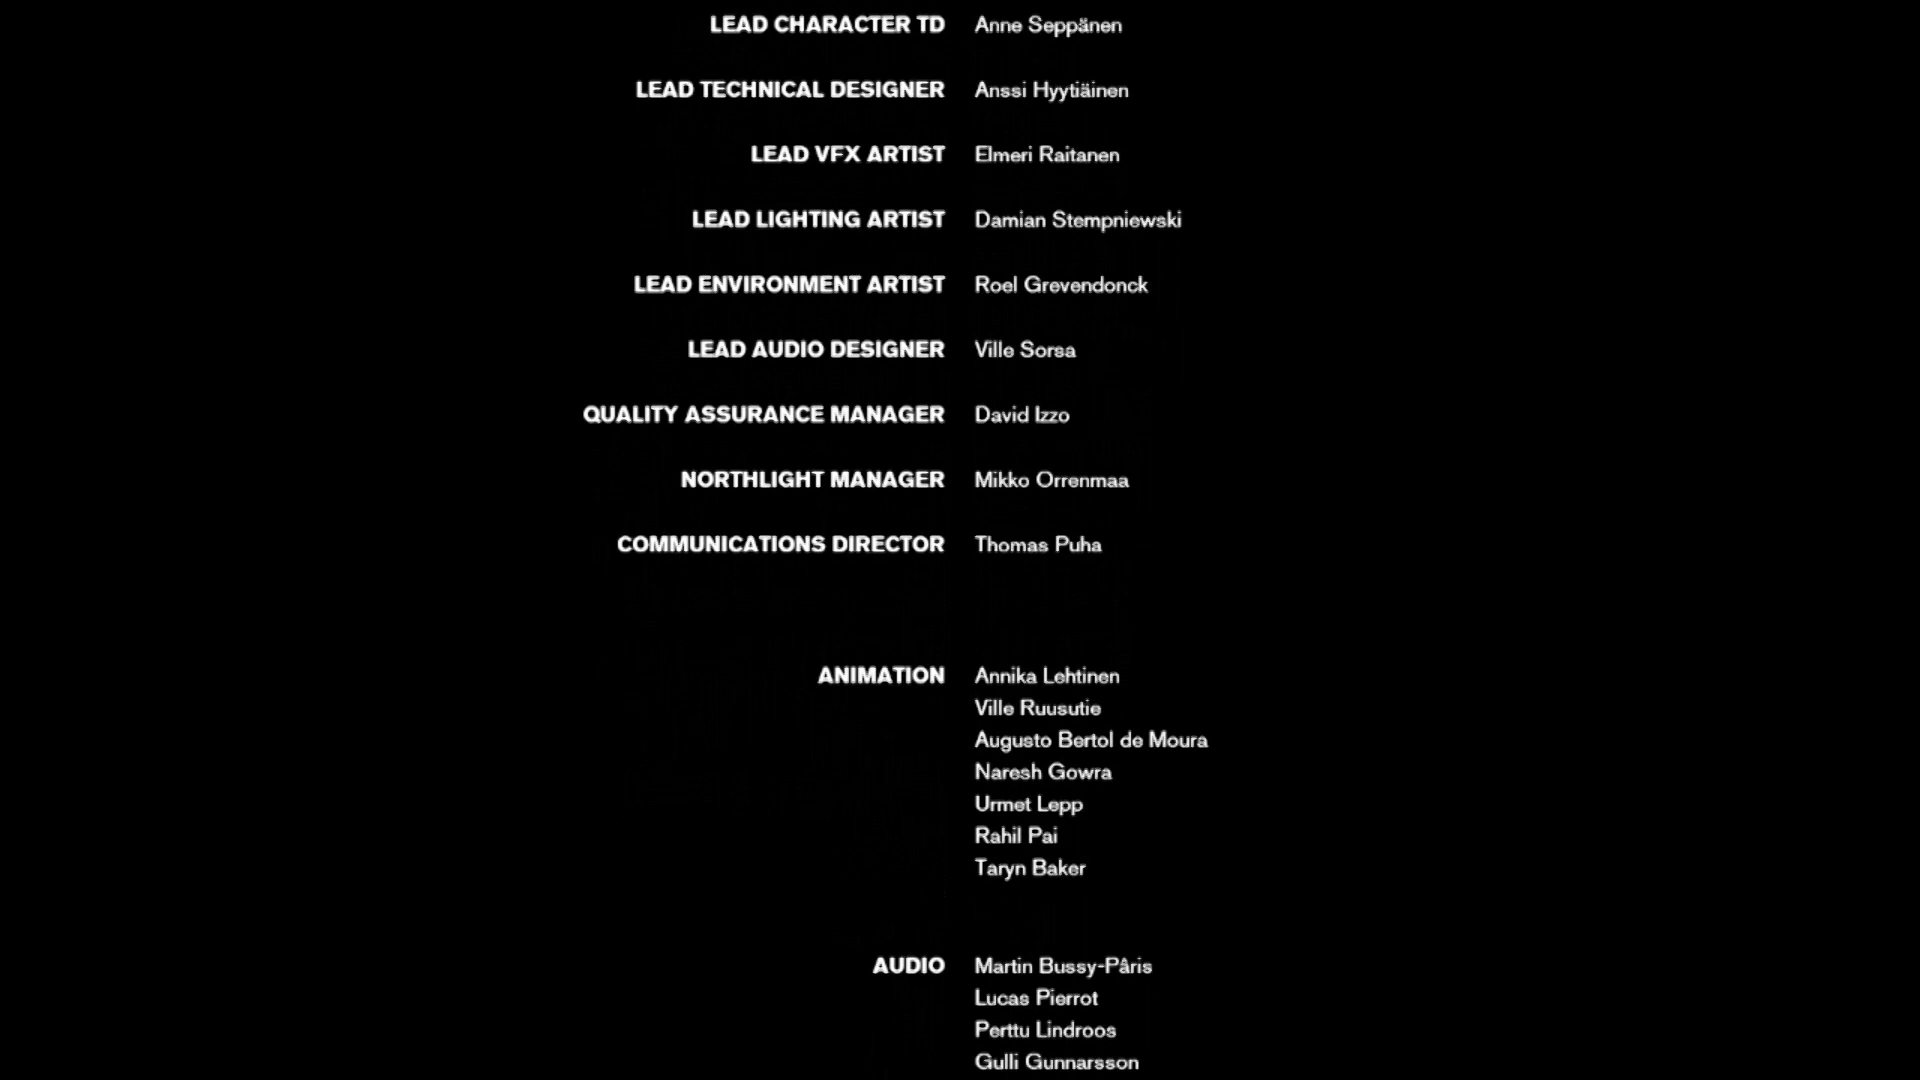 LEAD CHARACTER TD Anne Seppänen
LEAD TECHNICAL DESIGNER Anssi Hyytiäinen
LEAD VFX ARTIST Elmeri Raitanen
LEAD LIGHTING ARTIST Damian Stempniewski
LEAD ENVIRONMENT ARTIST Roel Grevendonck
LEAD AUDIO DESIGNER Ville Sorsa
QUALITY ASSURANCE MANAGER David Izzo
NORTHLIGHT MANAGER Mikko Orrenmaa
COMMUNICATIONS DIRECTOR Thomas Puha
ANIMATION Annika Lehtinen
Ville Ruusutie
Augusto Bertol de Moura
Naresh Gowra
Urmet Lepp
Rahil Pai
Taryn Baker
AUDIO Martin Bussy-Pâris
Lucas Pierrot
Perttu Lindroos
Gulli Gunnarsson